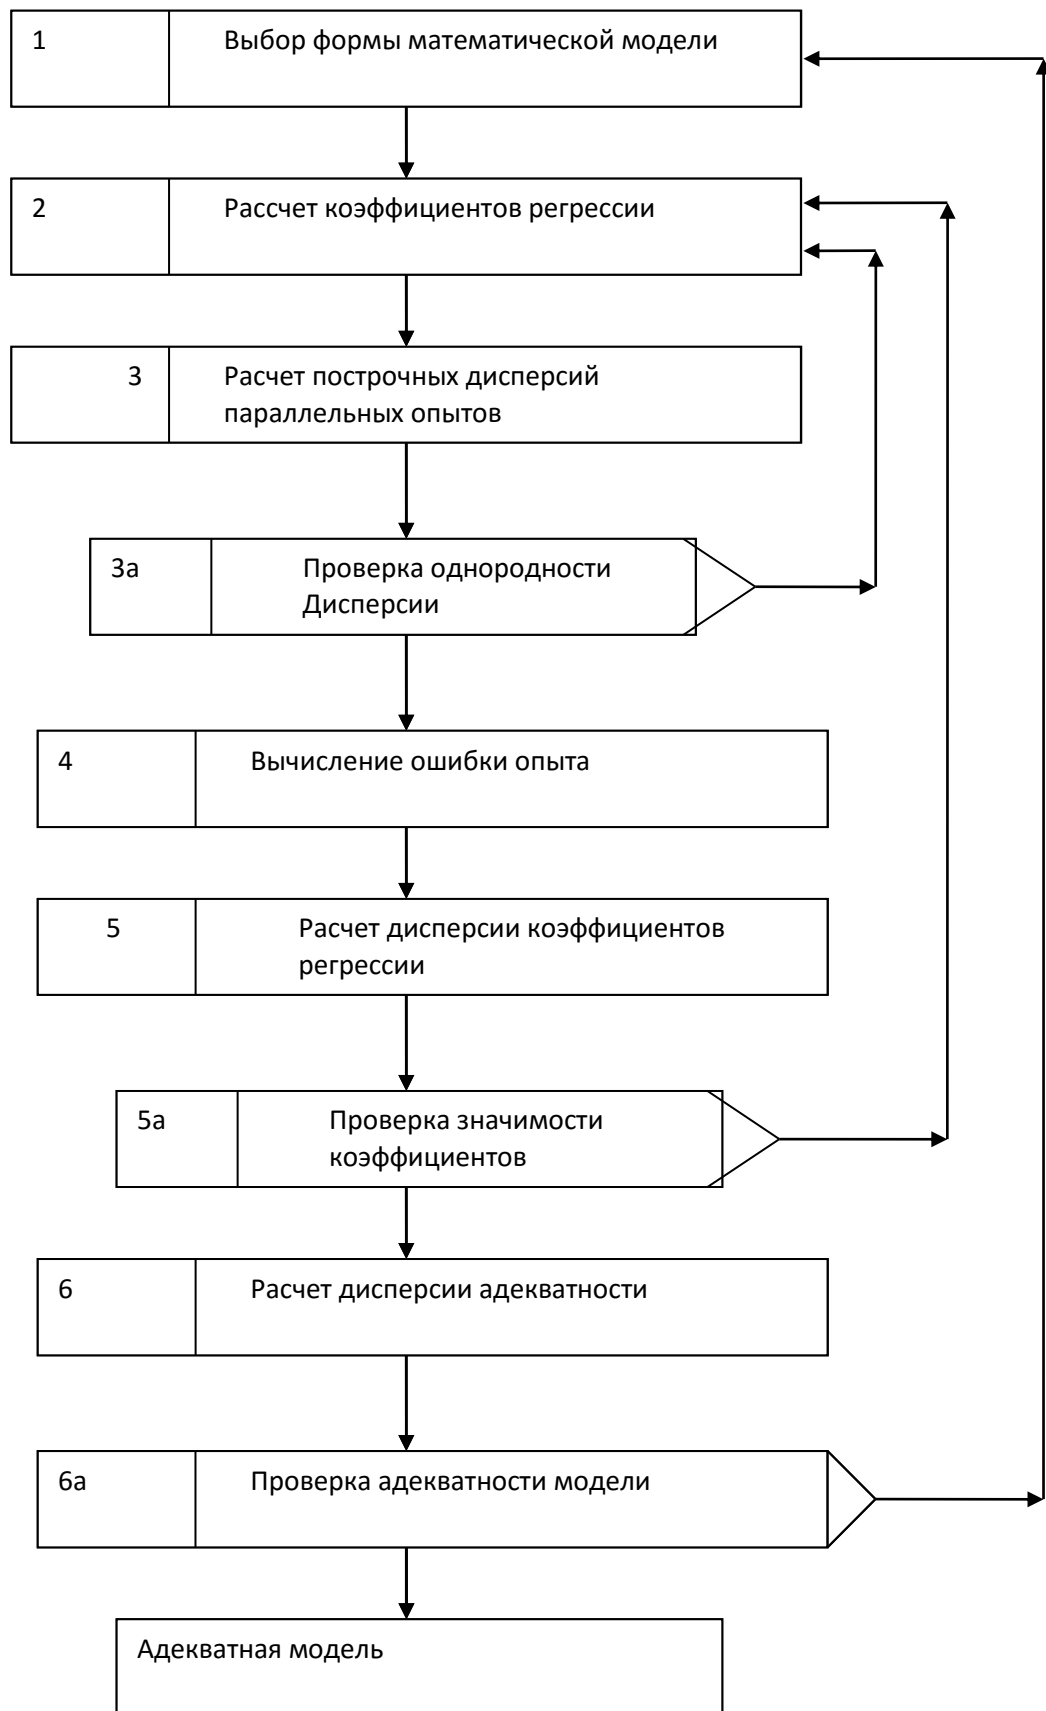 1 Выбор формы математической модели
2 Рассчет коэффициентов регрессии
3 Расчет построчных дисперсий
параллельных опытов
3а Проверка однородности
Дисперсии
4 Вычисление ошибки опыта
5 Расчет дисперсии коэффициентов
регрессии
5а Проверка значимости
коэффициентов
6 Расчет дисперсии адекватности
6а Проверка адекватности модели
Адекватная модель